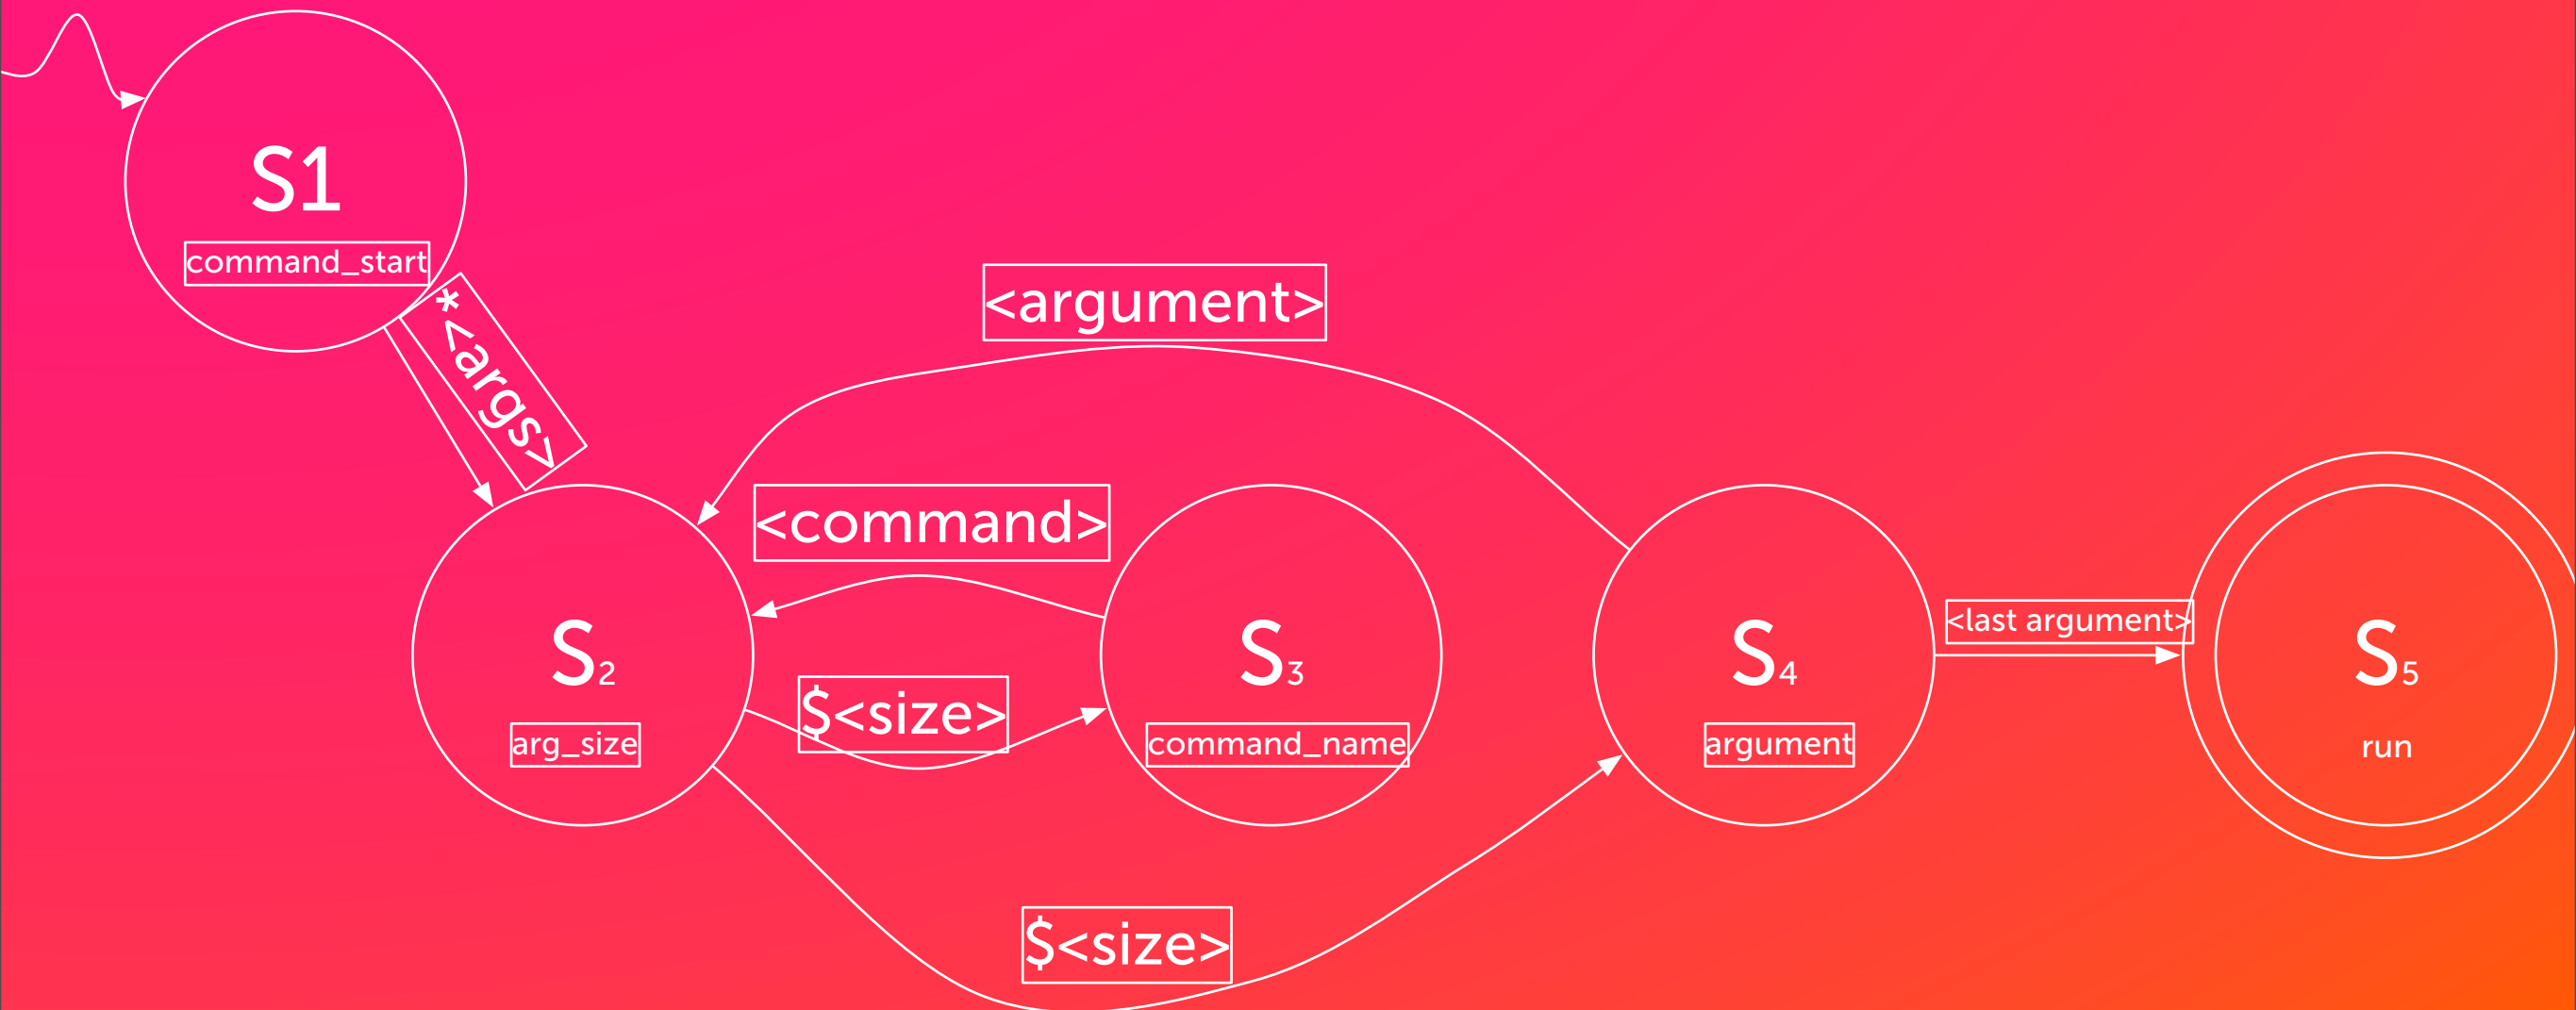 S1
command_start
*<args>
<argument>
<command>
$<size>
S2
arg_size
S3
command_name
S4
argument
<last argument>
S5
run
$<size>